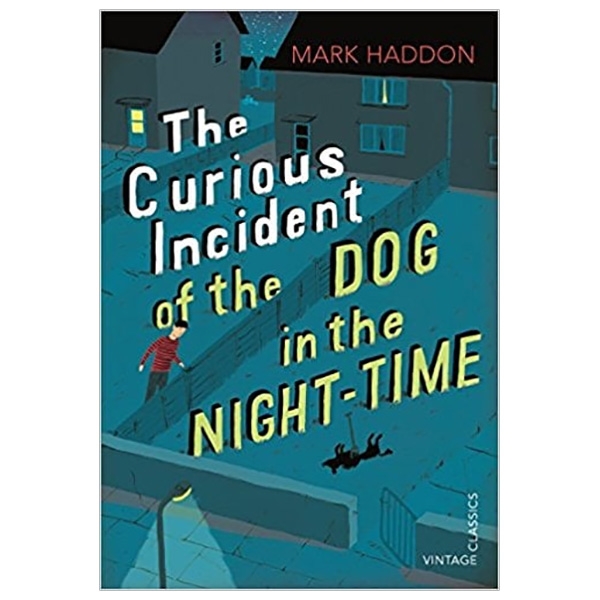 MARK HADDON
The
Curious
Incident
of the DOG
in the
NIGHT-TIME
VINTAGE CLASSICS